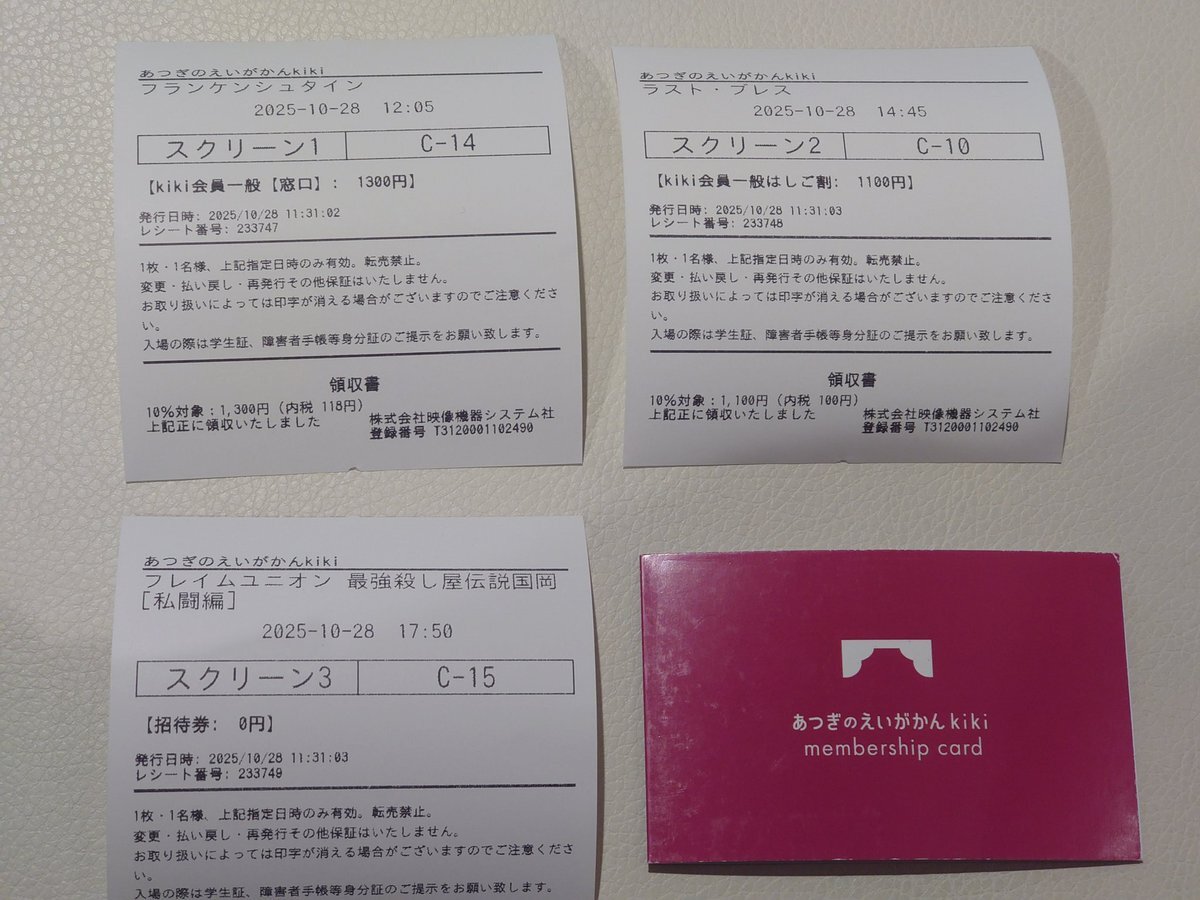 あつぎのえいがかんkiki
フランケンシュタイン
2025-10-28 12:05
スクリーン1 C-14
【kiki会員一般【窓口】: 1300円】
発行日時: 2025/10/28 11:31:02
レシート番号: 233747
1枚・1名様、上記指定日時のみ有効。転売禁止。
変更・払い戻し・再発行その他保証はいたしません。
お取り扱いによっては印字が消える場合がございますのでご注意くださ
い。
入場の際は学生証、障害者手帳等身分証のご提示をお願い致します。
領収書
10%対象:1,300円(内税 118円)
上記正に領収いたしました
株式会社映像機器システム社
登録番号 T3120001102490
あつぎのえいがかんkiki
ラスト・ブレス
2025-10-28 14:45
スクリーン2 C-10
【kiki会員一般はしご割: 1100円】
発行日時: 2025/10/28 11:31:03
レシート番号: 233748
1枚・1名様、上記指定日時のみ有効。転売禁止。
変更・払い戻し・再発行その他保証はいたしません。
お取り扱いによっては印字が消える場合がございますのでご注意くださ
い。
入場の際は学生証、障害者手帳等身分証のご提示をお願い致します。
領収書
10%対象:1,100円(内税 100円)
上記正に領収いたしました
株式会社映像機器システム社
登録番号 T3120001102490
あつぎのえいがかんkiki
フレイムユニオン 最強殺し屋伝説国岡
[私闘編]
2025-10-28 17:50
スクリーン3 C-15
【招待券: 0円】
発行日時: 2025/10/28 11:31:03
レシート番号: 233749
1枚・1名様、上記指定日時のみ有効。転売禁止。
変更・払い戻し・再発行その他保証はいたしません。
お取り扱いによっては印字が消える場合がございますのでご注意くださ
い。
入場の際は学生証、障害者手帳等身分証のご提示をお願い致します。
あつぎのえいがかんkiki
membership card